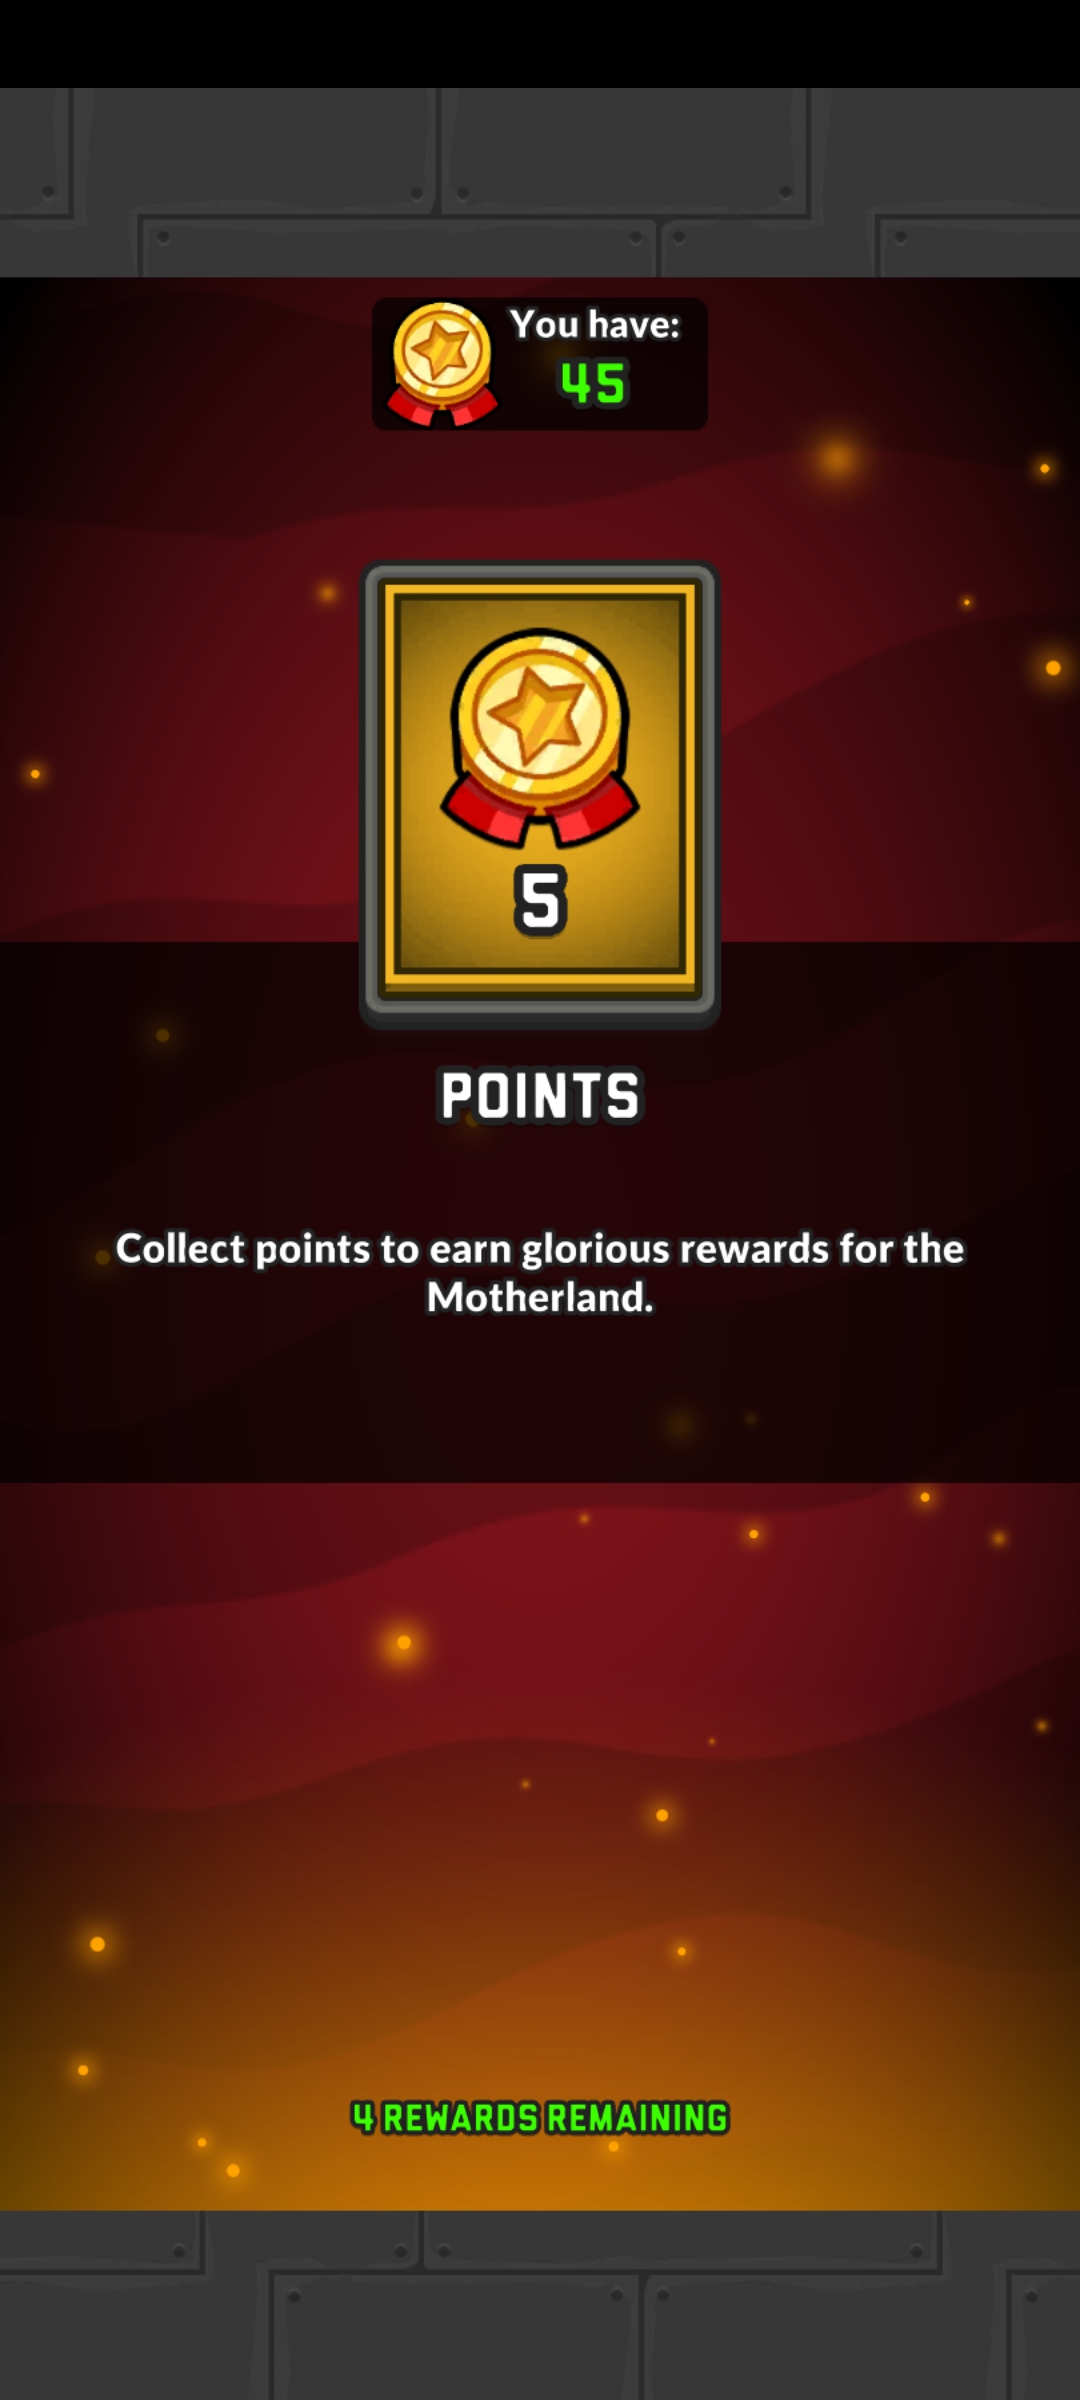 You have:
45
5
POINTS
Collect points to earn glorious rewards for the
Motherland.
4 REWARDS REMAINING